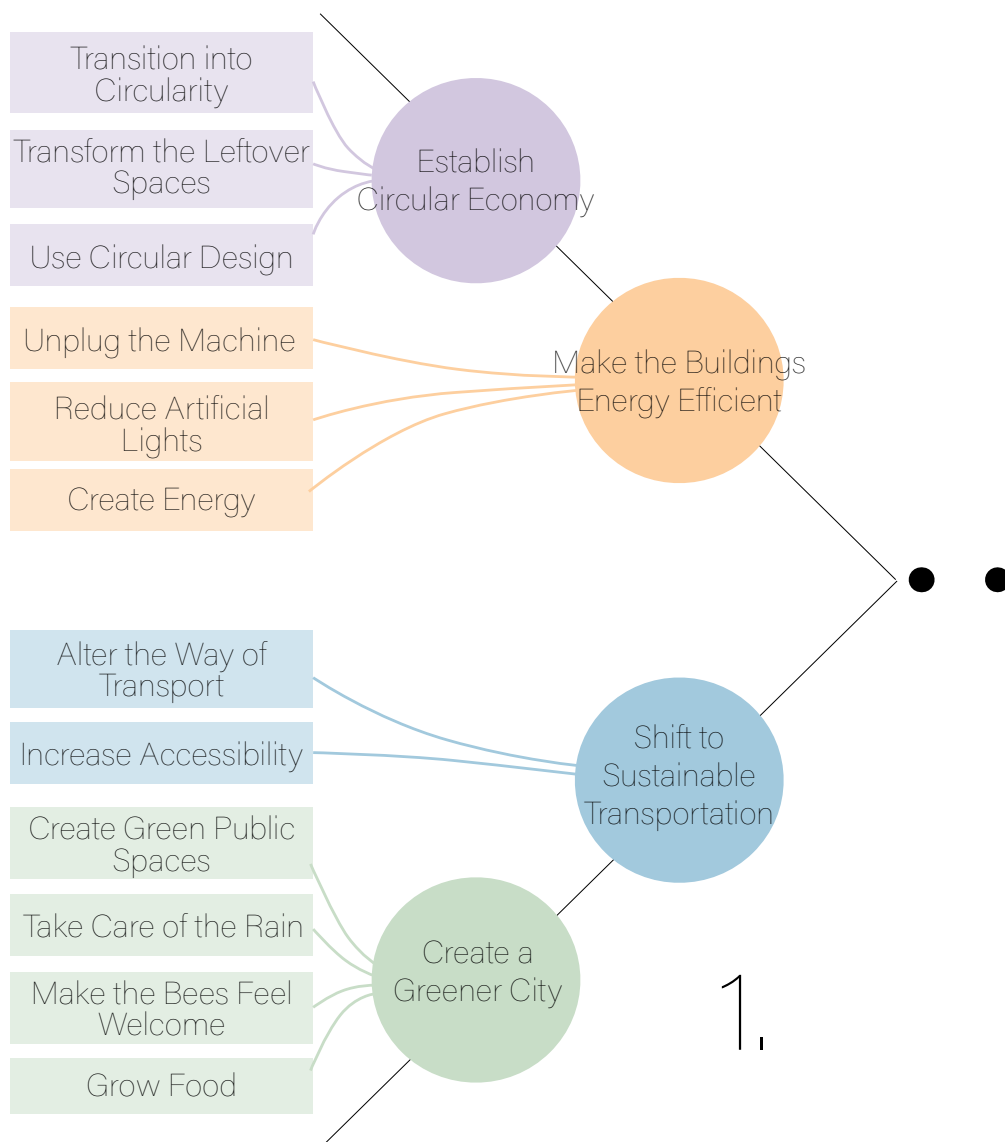 Transition into
Circularity
Transform the Leftover
Spaces
Use Circular Design
Establish
Circular Economy
Unplug the Machine
Reduce Artificial
Lights
Create Energy
Make the Buildings
Energy Efficient
Alter the Way of
Transport
Increase Accessibility
Shift to
Sustainable
Transportation
Create Green Public
Spaces
Take Care of the Rain
Make the Bees Feel
Welcome
Grow Food
Create a
Greener City
1.